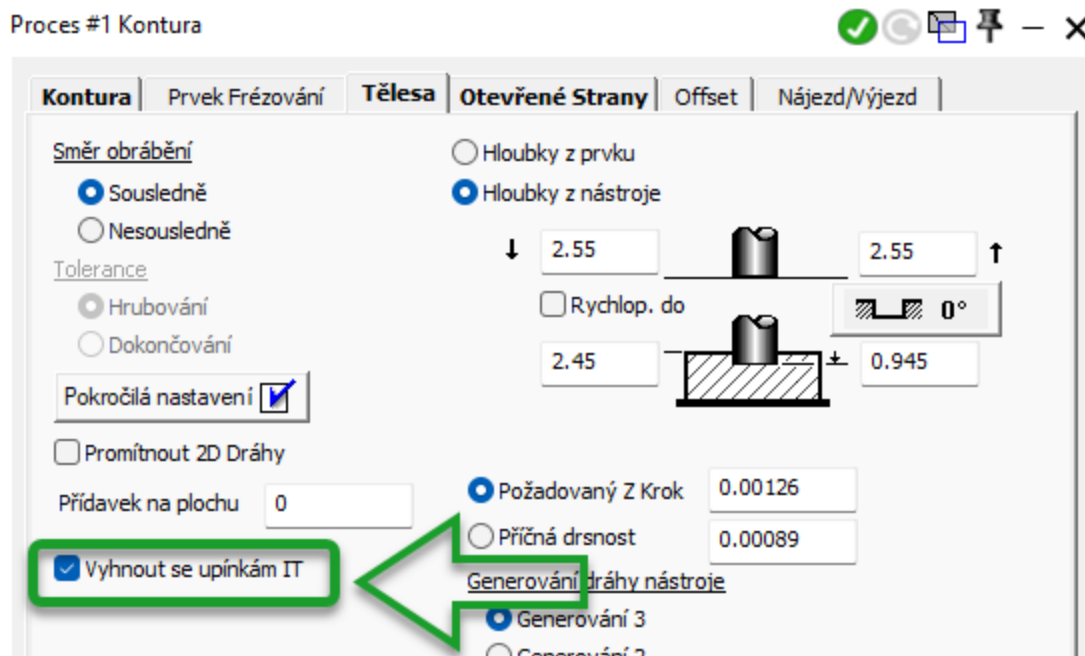 Proces #1 Kontura
Kontura Prvek Frézování Tělesa Otevřené Strany Offset Nájezd/Výjezd
Směr obrábění
Sousledně
Nesousledně
Tolerance
Hrubování
Dokončování
Pokročilá nastavení
Promítnout 2D Dráhy
Přídavek na plochu 0
Vyhnout se upínkám IT
Hloubky z prvku
Hloubky z nástroje
2.55 2.55
Rychlop. do 0°
2.45 0.945
Požadovaný Z Krok 0.00126
Příčná drsnost 0.00089
Generování dráhy nástroje
Generování 3